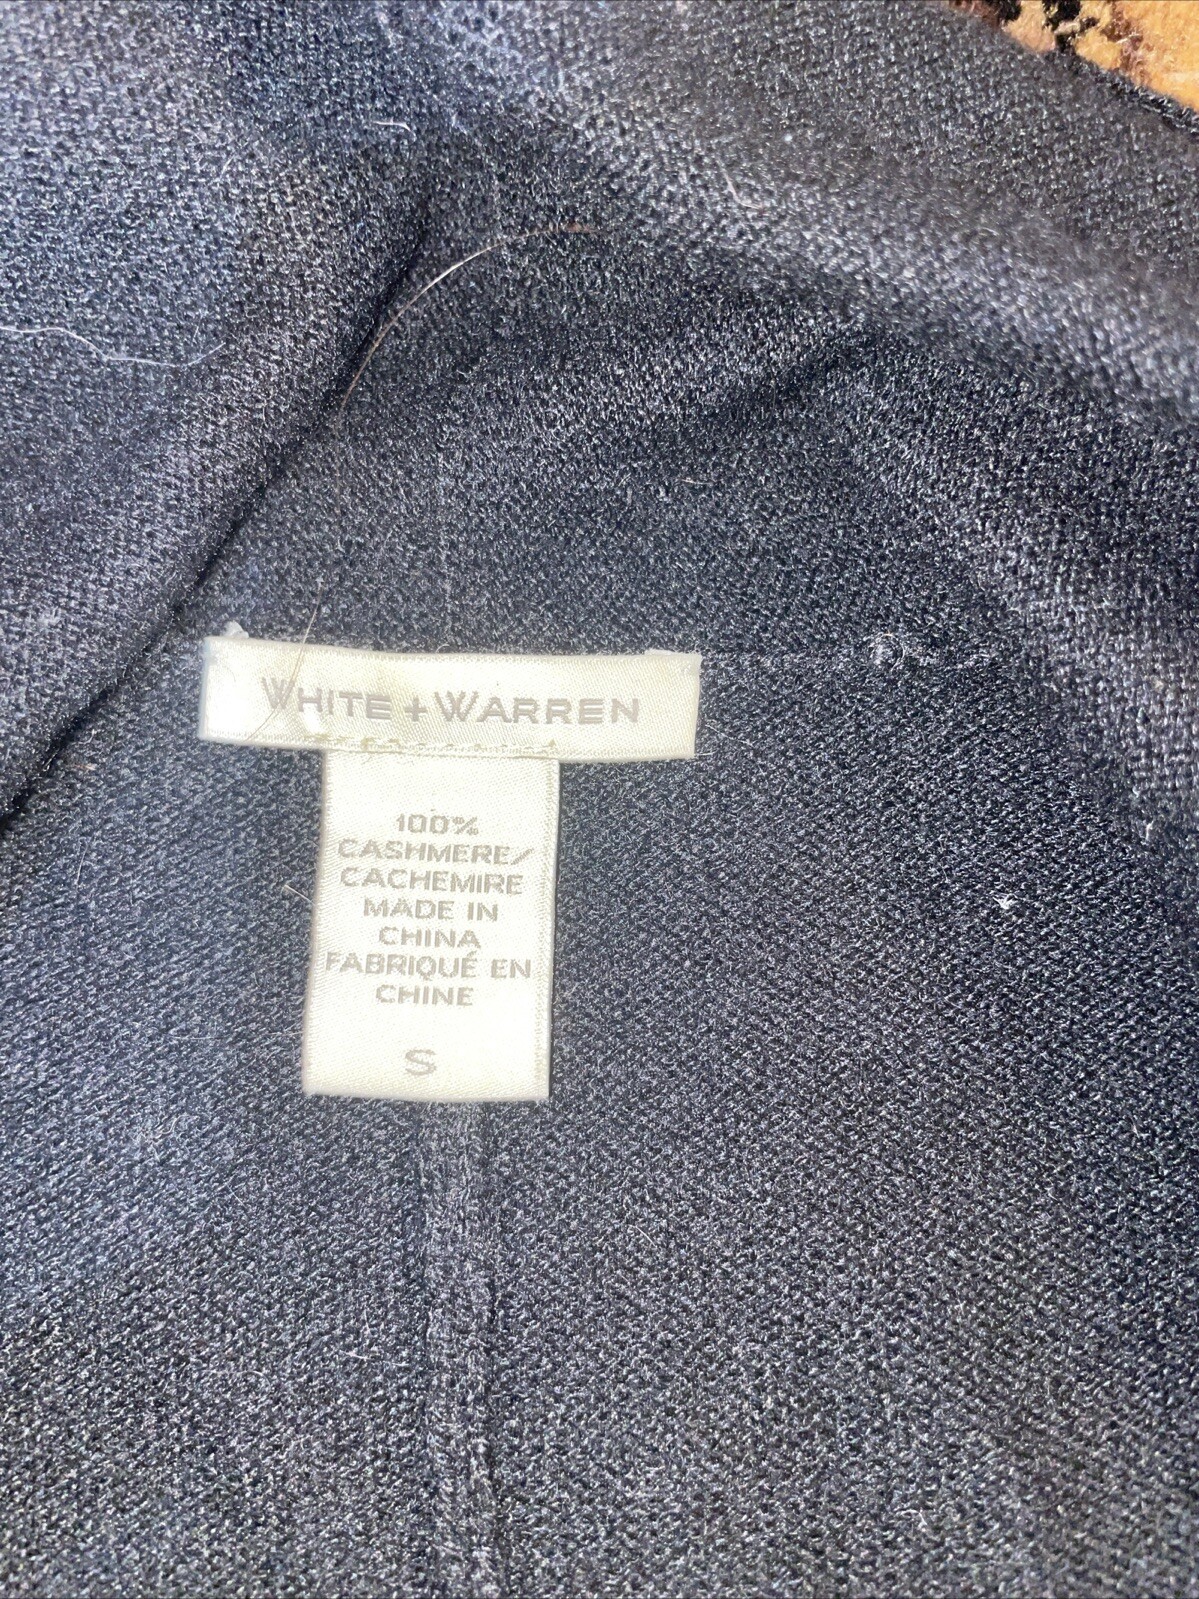 WHITE + WARREN
100%
CASHMERE/
CACHEMIRE
MADE IN
CHINA
FABRIQUÉ EN
CHINE
S